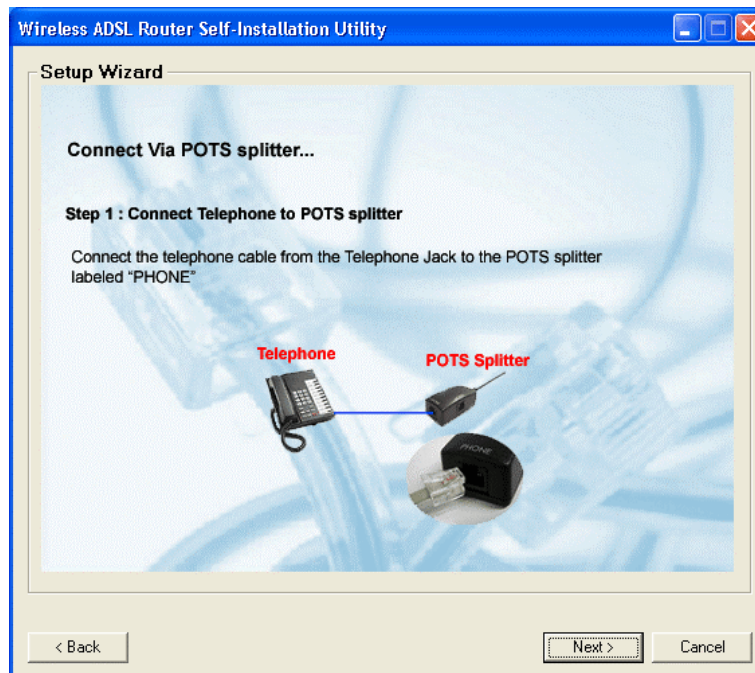 Wireless ADSL Router Self-Installation Utility
Setup Wizard
Connect Via POTS splitter...
Step 1 : Connect Telephone to POTS splitter
Connect the telephone cable from the Telephone Jack to the POTS splitter
labeled “PHONE”
Telephone
POTS Splitter
PHONE
< Back
Next >
Cancel